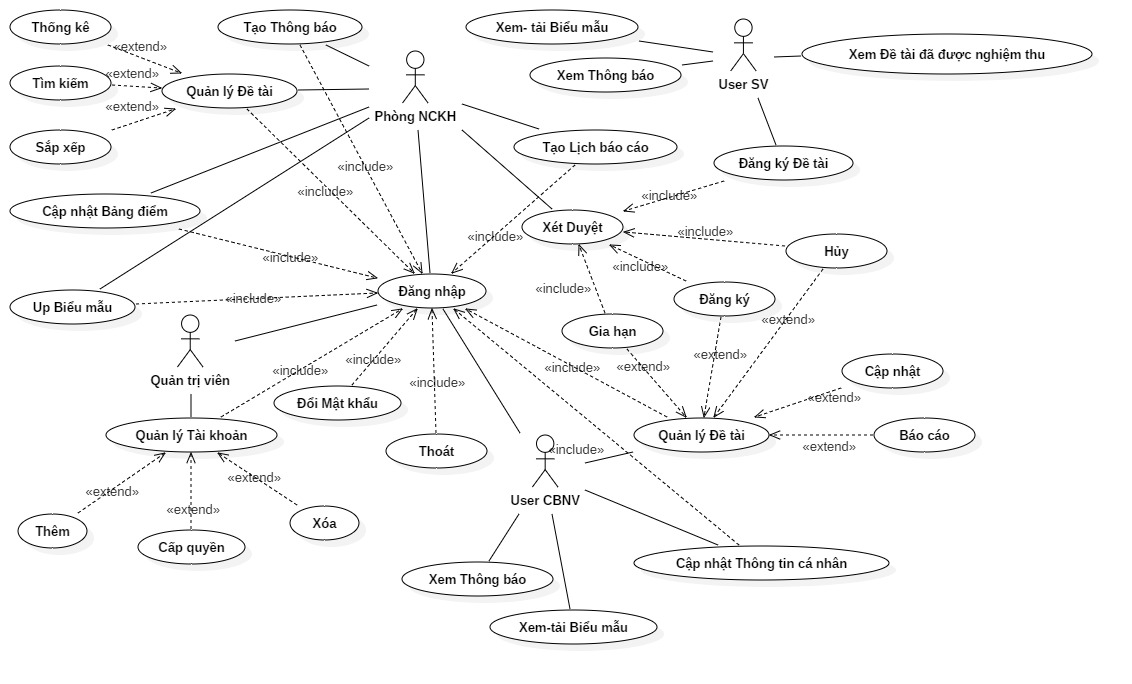 Thống kê
«extend»
Tạo Thông báo
Xem- tải Biểu mẫu
Xem Đề tài đã được nghiệm thu
Tìm kiếm
«extend»
Quản lý Đề tài
Xem Thông báo
User SV
«extend»
Phòng NCKH
Sắp xếp
Tạo Lịch báo cáo
Đăng ký Đề tài
«include»
«include»
«include»
Cập nhật Bảng điểm
Xét Duyệt
«include»
«include»
Hủy
«include»
«include»
Đăng nhập
«include»
Đăng ký
Up Biểu mẫu
«include»
Gia hạn
«extend»
«extend»
«include»
«include»
«include»
«extend»
Cập nhật
Quản trị viên
«include»
«extend»
Đổi Mật khẩu
Quản lý Tài khoản
Quản lý Đề tài
Báo cáo
«extend»
Thoát
«include»
«extend»
«extend»
User CBNV
«extend»
Thêm
Xóa
Cấp quyền
Cập nhật Thông tin cá nhân
Xem Thông báo
Xem-tải Biểu mẫu